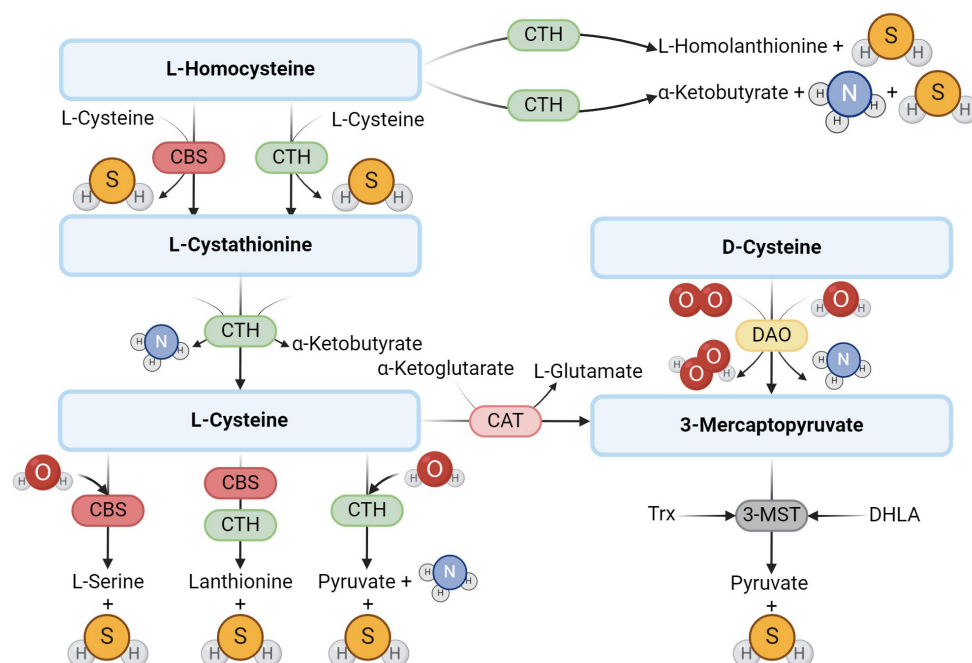 CTH
L-Homolanthionine +
S
H H
L-Homocysteine
α-Ketobutyrate +
N
H H
H
+
S
H H
CTH
L-Cysteine
L-Cysteine
CBS
CTH
S
H H
S
H H
L-Cystathionine
D-Cysteine
O O
O
H H
CTH
N
H H
H
α-Ketobutyrate
DAO
O
O
H H
N
H H
H
α-Ketoglutarate
L-Glutamate
L-Cysteine
CAT
3-Mercaptopyruvate
O
H H
CBS
O
H H
CBS
CTH
CTH
Trx
3-MST
DHLA
L-Serine
Lanthionine
Pyruvate +
N
H H
H
Pyruvate
+
+
+
+
S
H H
S
H H
S
H H
S
H H